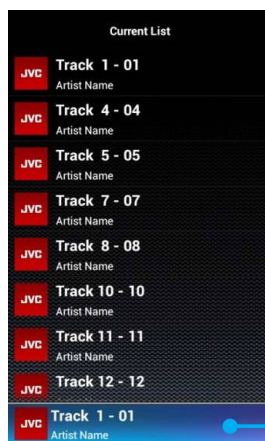 Current List
JVC
Track 1 - 01
Artist Name
JVC
Track 4 - 04
Artist Name
JVC
Track 5 - 05
Artist Name
JVC
Track 7 - 07
Artist Name
JVC
Track 8 - 08
Artist Name
JVC
Track 10 - 10
Artist Name
JVC
Track 11 - 11
Artist Name
JVC
Track 12 - 12
JVC
Track 1 - 01
Artist Name